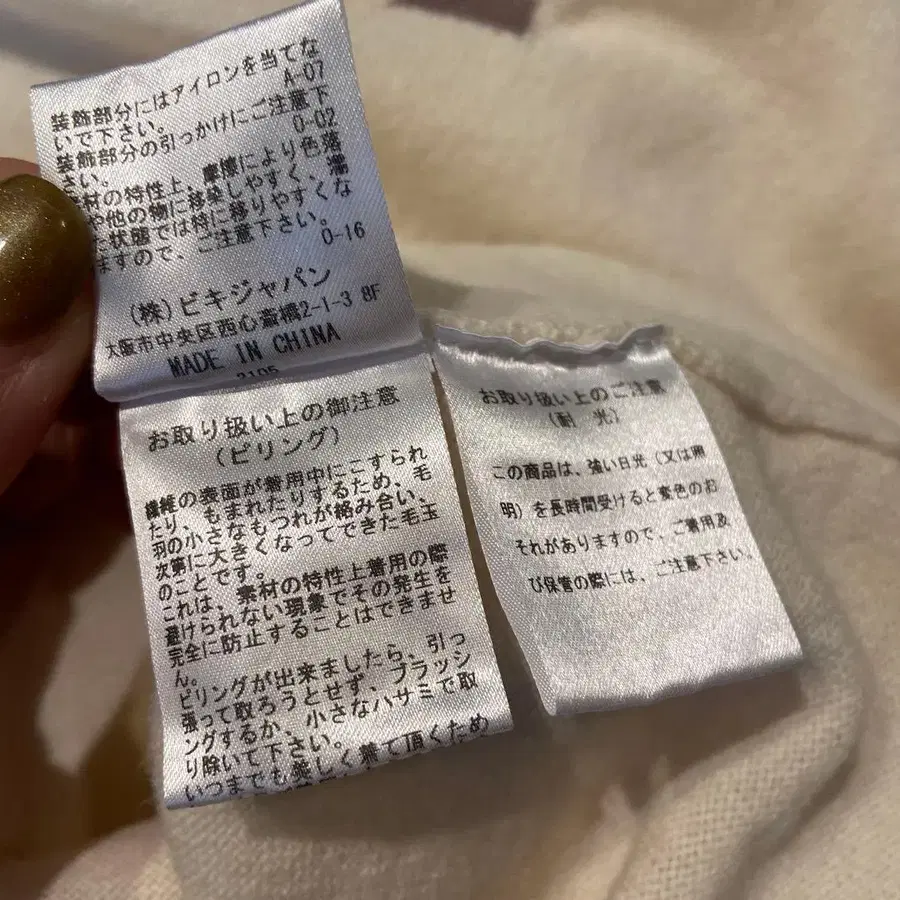 装飾部分にはアイロンを当てな
いで下さい。 A-07
装飾部分の引っかけにご注意下
さい。 O-02
素材の特性上、摩擦により色落
や他の物に移染しやすく、濡
た状態では特に移りやすくな
ますので、ご注意下さい。
O-16
(株)ビキジャパン
大阪市中央区西心斎橋2-1-3 8F
MADE IN CHINA
2105
お取り扱い上の御注意
(ピリング)
繊維の表面が着用中にこすられ
たり、もまれたりするため、毛
羽の小さなもつれが絡み合い、
次第に大きくなってできた毛玉
のことです。
これは、素材の特性上着用の際
避けられない現象でその発生を
完全に防止することはできませ
ん。
ピリングが出来ましたら、引っ
張って取ろうとせず、ブラッシ
ングするか、小さなハサミで取
り除いて下さい。
いつまでも美しく着て頂くため
お取り扱い上のご注意
(耐 光)
この商品は、強い日光(又は照
明)を長時間受けると変色のお
それがありますので、ご着用及
び保管の際には、ご注意下さい。